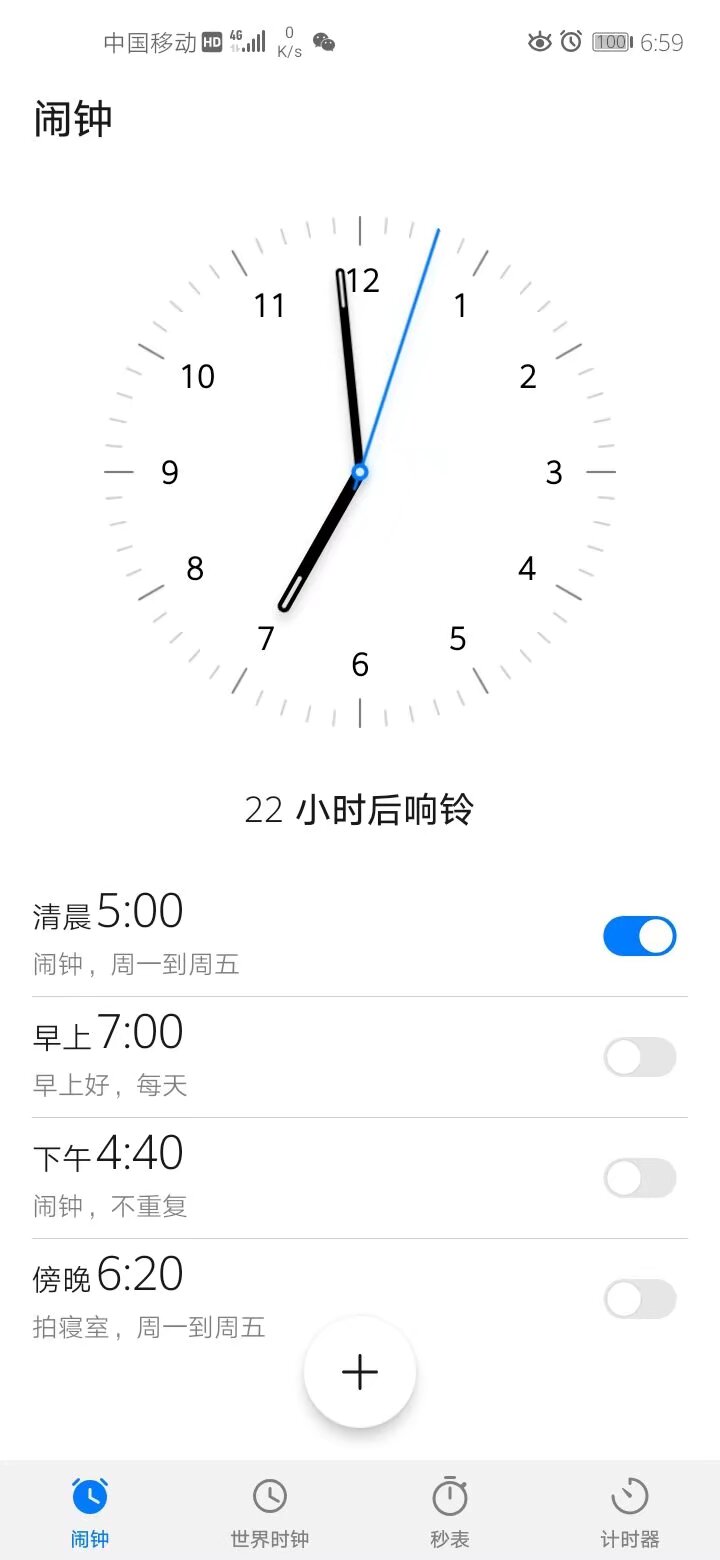 中国移动 HD 4G 0 K/s 100 6:59
闹钟
12
11 1
10 2
9 3
8 4
7 5
6
22 小时后响铃
清晨5:00
闹钟，周一到周五
早上7:00
早上好，每天
下午4:40
闹钟，不重复
傍晚6:20
拍寝室，周一到周五
闹钟 世界时钟 秒表 计时器